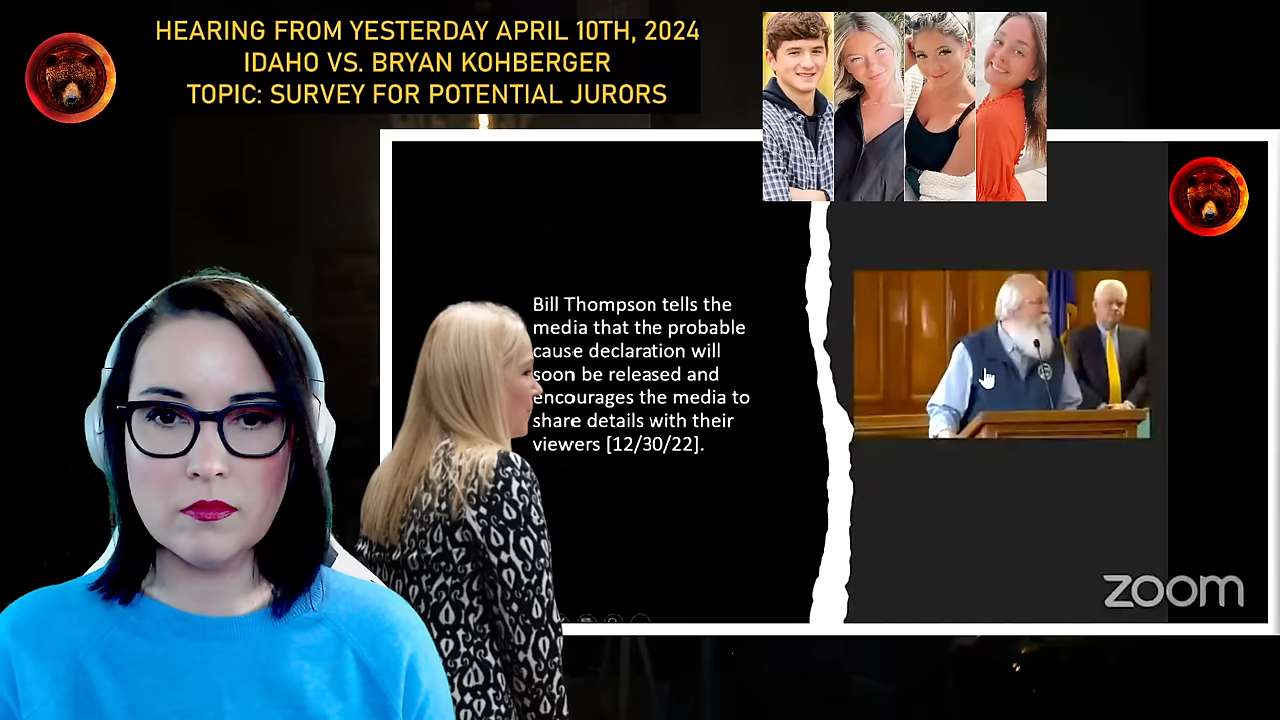 HEARING FROM YESTERDAY APRIL 10TH, 2024
IDAHO VS. BRYAN KOHBERGER
TOPIC: SURVEY FOR POTENTIAL JURORS
Bill Thompson tells the
media that the probable
cause declaration will
soon be released and
encourages the media to
share details with their
viewers [12/30/22].
zoom